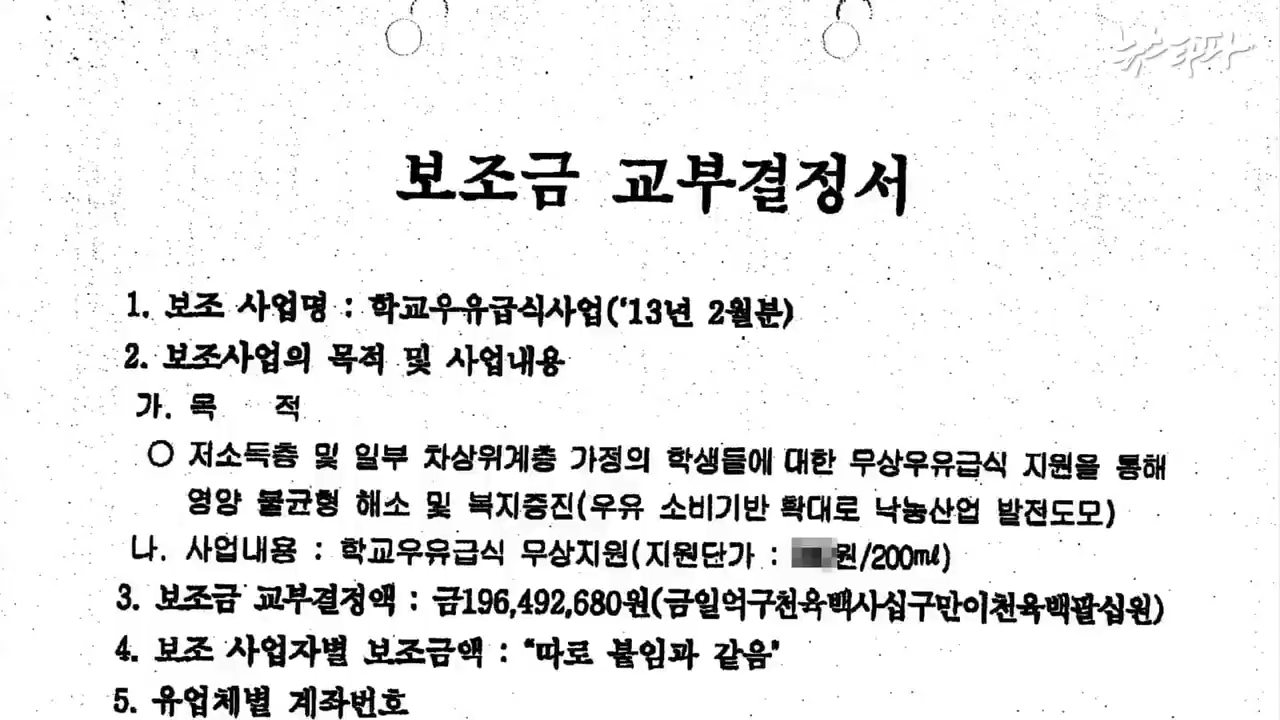 뉴스타파
보조금 교부결정서
1. 보조 사업명 : 학교우유급식사업('13년 2월분)
2. 보조사업의 목적 및 사업내용
가. 목 적
○ 저소득층 및 일부 차상위계층 가정의 학생들에 대한 무상우유급식 지원을 통해
영양 불균형 해소 및 복지증진(우유 소비기반 확대로 낙농산업 발전도모)
나. 사업내용 : 학교우유급식 무상지원(지원단가 : 원/200㎖)
3. 보조금 교부결정액 : 금196,492,680원(금일억구천육백사십구만이천육백팔십원)
4. 보조 사업자별 보조금액 : "따로 붙임과 같음"
5. 유업체별 계좌번호